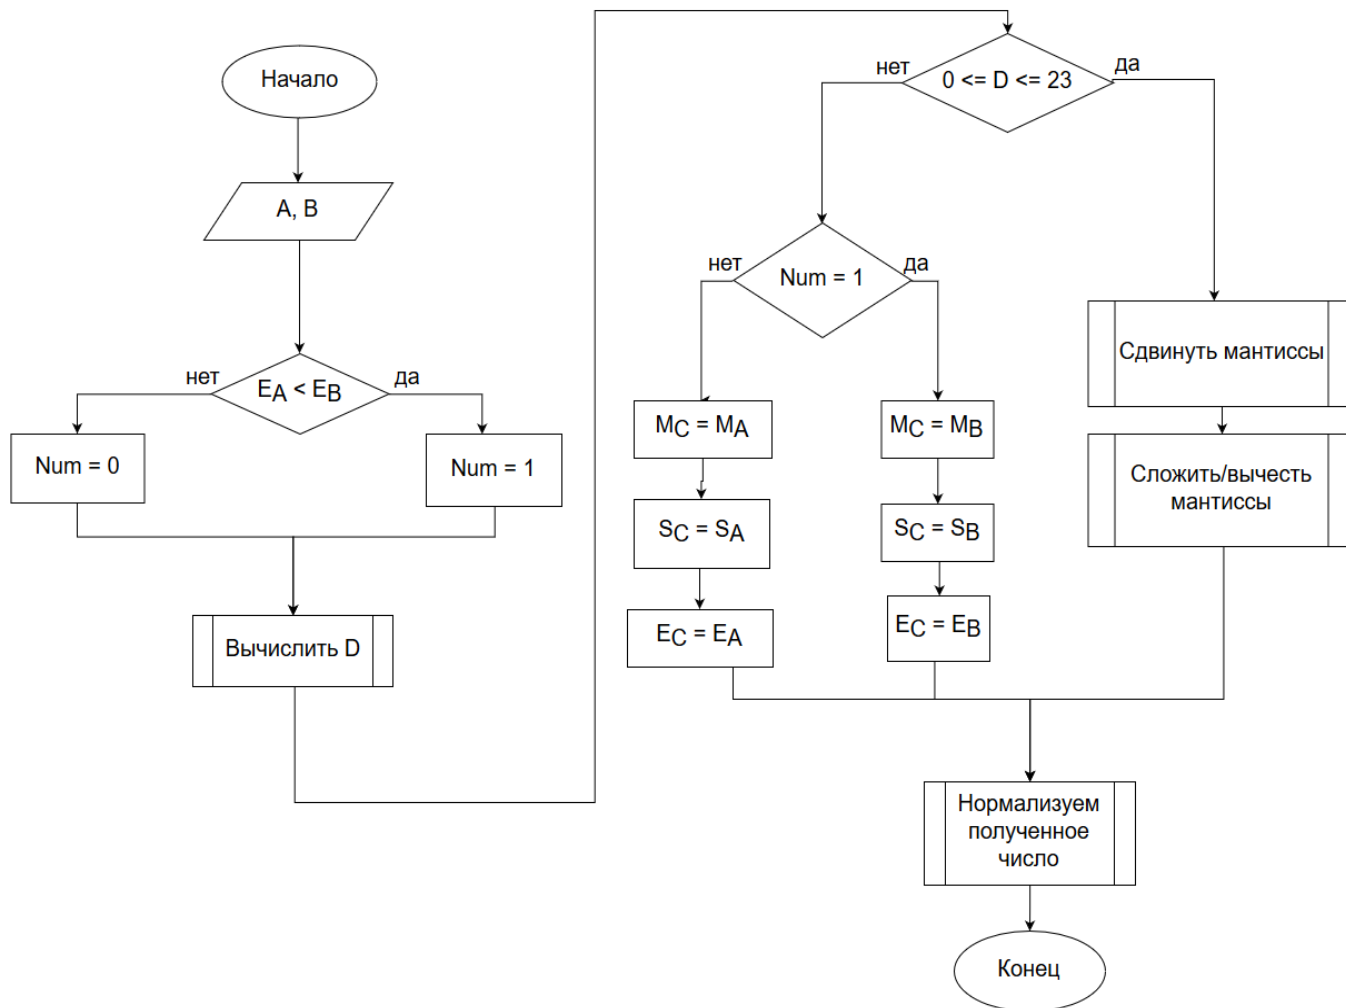 Начало
A, B
EA < EB
нет
да
Num = 0
Num = 1
Вычислить D
0 <= D <= 23
нет
да
Num = 1
нет
да
MC = MA
SC = SA
EC = EA
MC = MB
SC = SB
EC = EB
Сдвинуть мантиссы
Сложить/вычесть
мантиссы
Нормализуем
полученное
число
Конец